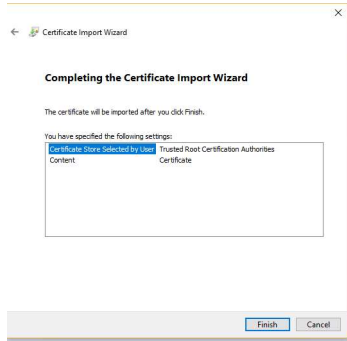 Certificate Import Wizard
Completing the Certificate Import Wizard
The certificate will be imported after you click Finish.
You have specified the following settings:
Certificate Store Selected by User Trusted Root Certification Authorities
Content Certificate
Finish Cancel